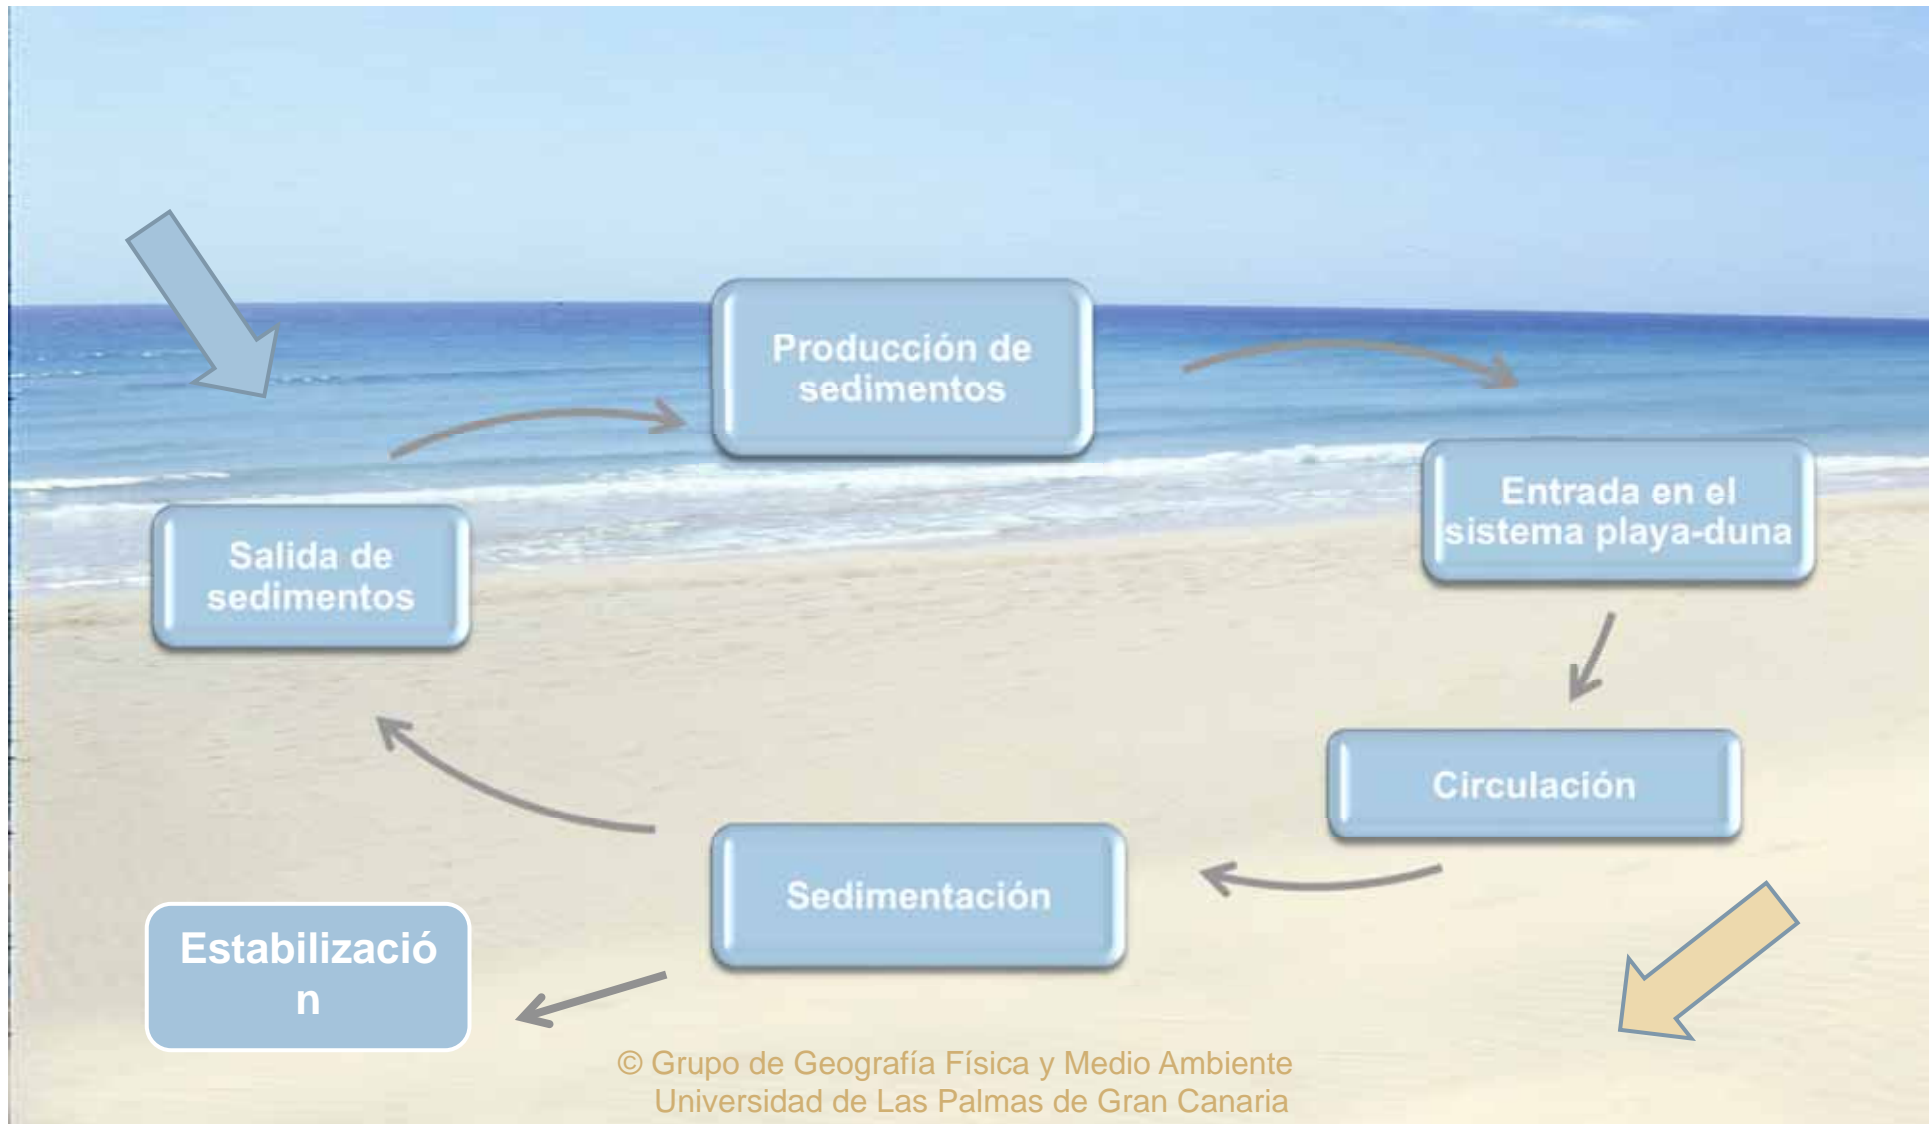 Producción de
sedimentos
Entrada en el
sistema playa-duna
Salida de
sedimentos
Circulación
Sedimentación
Estabilizació
n
© Grupo de Geografía Física y Medio Ambiente
Universidad de Las Palmas de Gran Canaria